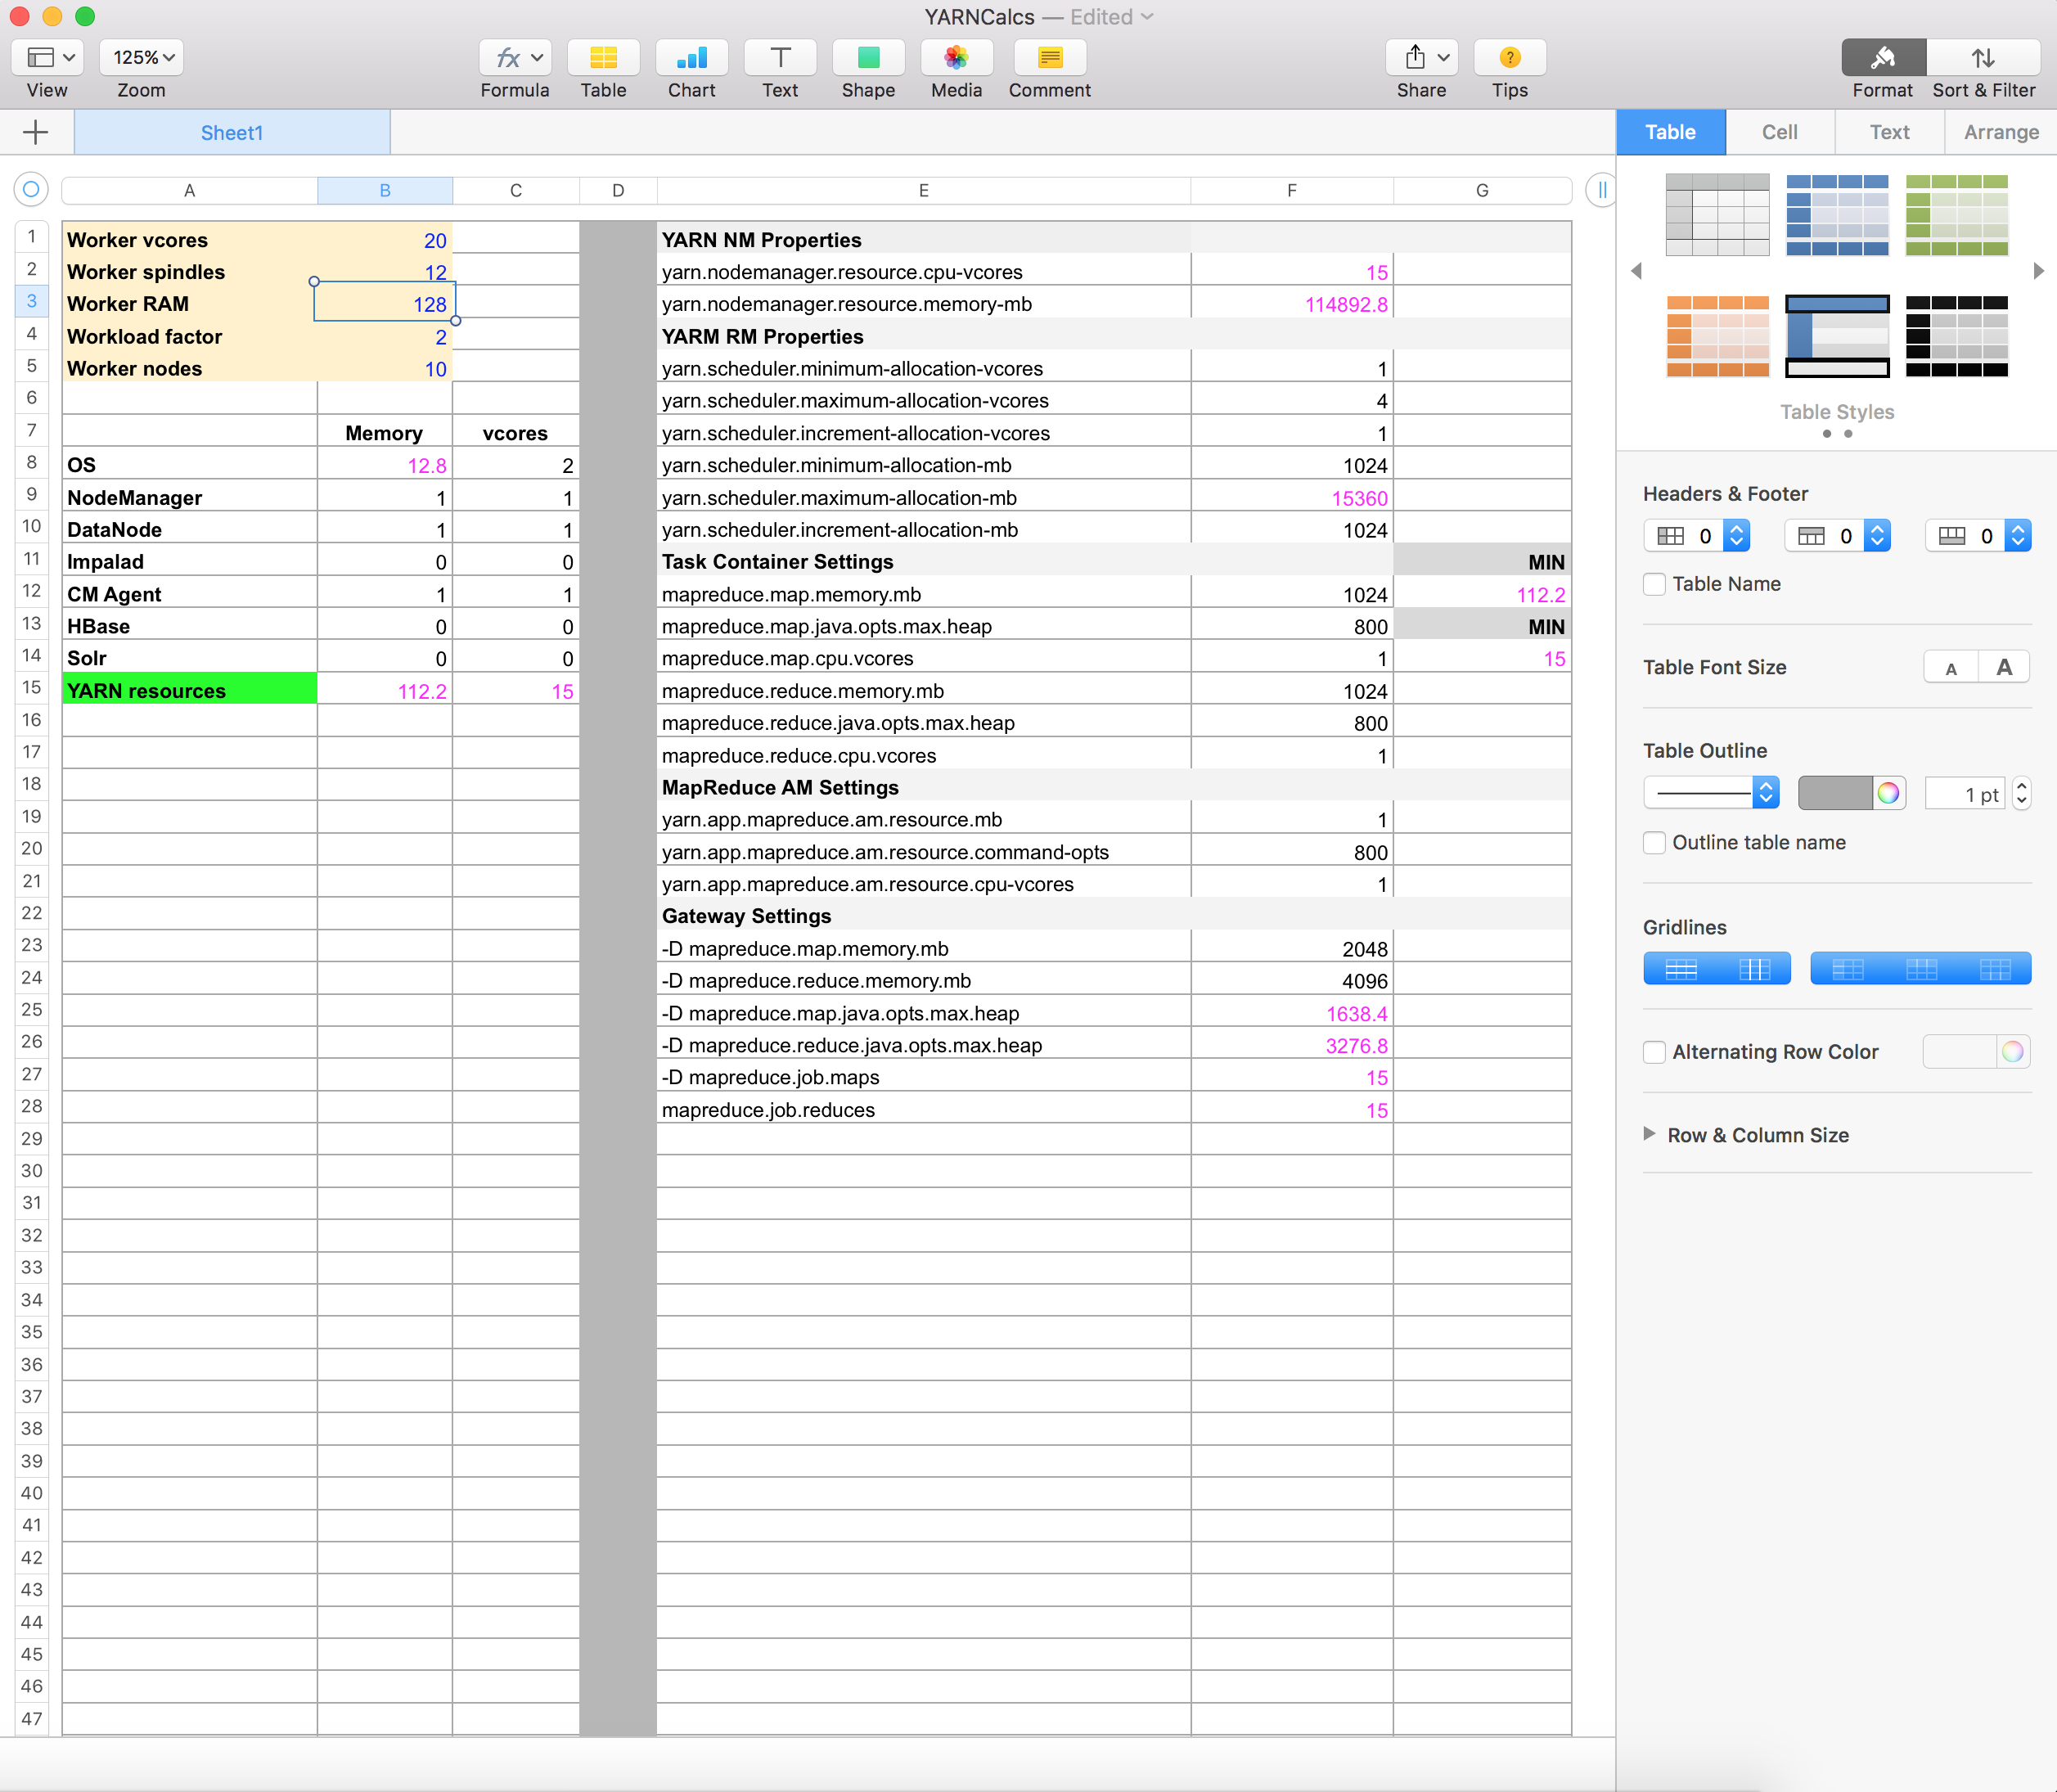 YARNCalcs — Edited
125%
View
Zoom
Formula
Table
Chart
Text
Shape
Media
Comment
Share
Tips
Format
Sort & Filter
Sheet1
Table
Cell
Text
Arrange
A B C D E F G
1 Worker vcores 20 YARN NM Properties
2 Worker spindles 12 yarn.nodemanager.resource.cpu-vcores 15
3 Worker RAM 128 yarn.nodemanager.resource.memory-mb 114892.8
4 Workload factor 2 YARM RM Properties
5 Worker nodes 10 yarn.scheduler.minimum-allocation-vcores 1
6 yarn.scheduler.maximum-allocation-vcores 4
7 Memory vcores yarn.scheduler.increment-allocation-vcores 1
8 OS 12.8 2 yarn.scheduler.minimum-allocation-mb 1024
9 NodeManager 1 1 yarn.scheduler.maximum-allocation-mb 15360
10 DataNode 1 1 yarn.scheduler.increment-allocation-mb 1024
11 Impalad 0 0 Task Container Settings MIN
12 CM Agent 1 1 mapreduce.map.memory.mb 1024 112.2
13 HBase 0 0 mapreduce.map.java.opts.max.heap 800 MIN
14 Solr 0 0 mapreduce.map.cpu.vcores 1 15
15 YARN resources 112.2 15 mapreduce.reduce.memory.mb 1024
16 mapreduce.reduce.java.opts.max.heap 800
17 mapreduce.reduce.cpu.vcores 1
18 MapReduce AM Settings
19 yarn.app.mapreduce.am.resource.mb 1
20 yarn.app.mapreduce.am.resource.command-opts 800
21 yarn.app.mapreduce.am.resource.cpu-vcores 1
22 Gateway Settings
23 -D mapreduce.map.memory.mb 2048
24 -D mapreduce.reduce.memory.mb 4096
25 -D mapreduce.map.java.opts.max.heap 1638.4
26 -D mapreduce.reduce.java.opts.max.heap 3276.8
27 -D mapreduce.job.maps 15
28 mapreduce.job.reduces 15
29
30
31
32
33
34
35
36
37
38
39
40
41
42
43
44
45
46
47
Table Styles
Headers & Footer
0 0 0
Table Name
Table Font Size
A A
Table Outline
1 pt
Outline table name
Gridlines
Alternating Row Color
Row & Column Size